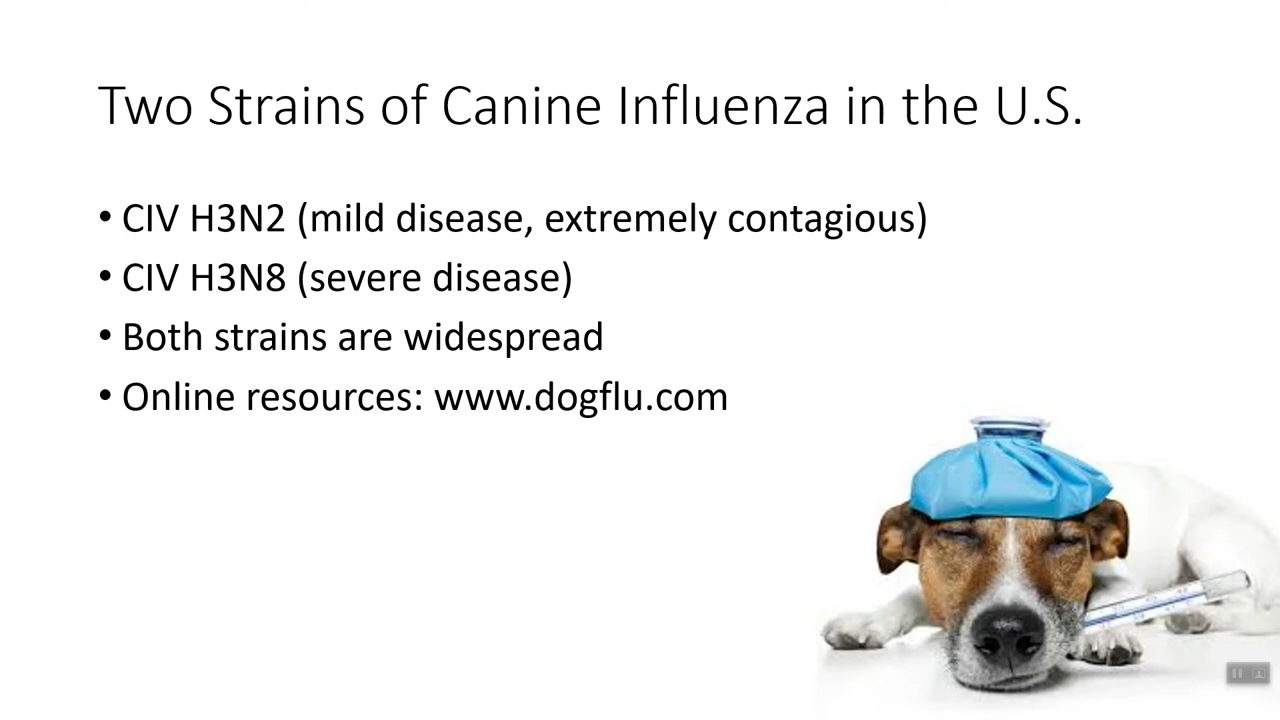 Two Strains of Canine Influenza in the U.S.
• CIV H3N2 (mild disease, extremely contagious)
• CIV H3N8 (severe disease)
• Both strains are widespread
• Online resources: www.dogflu.com